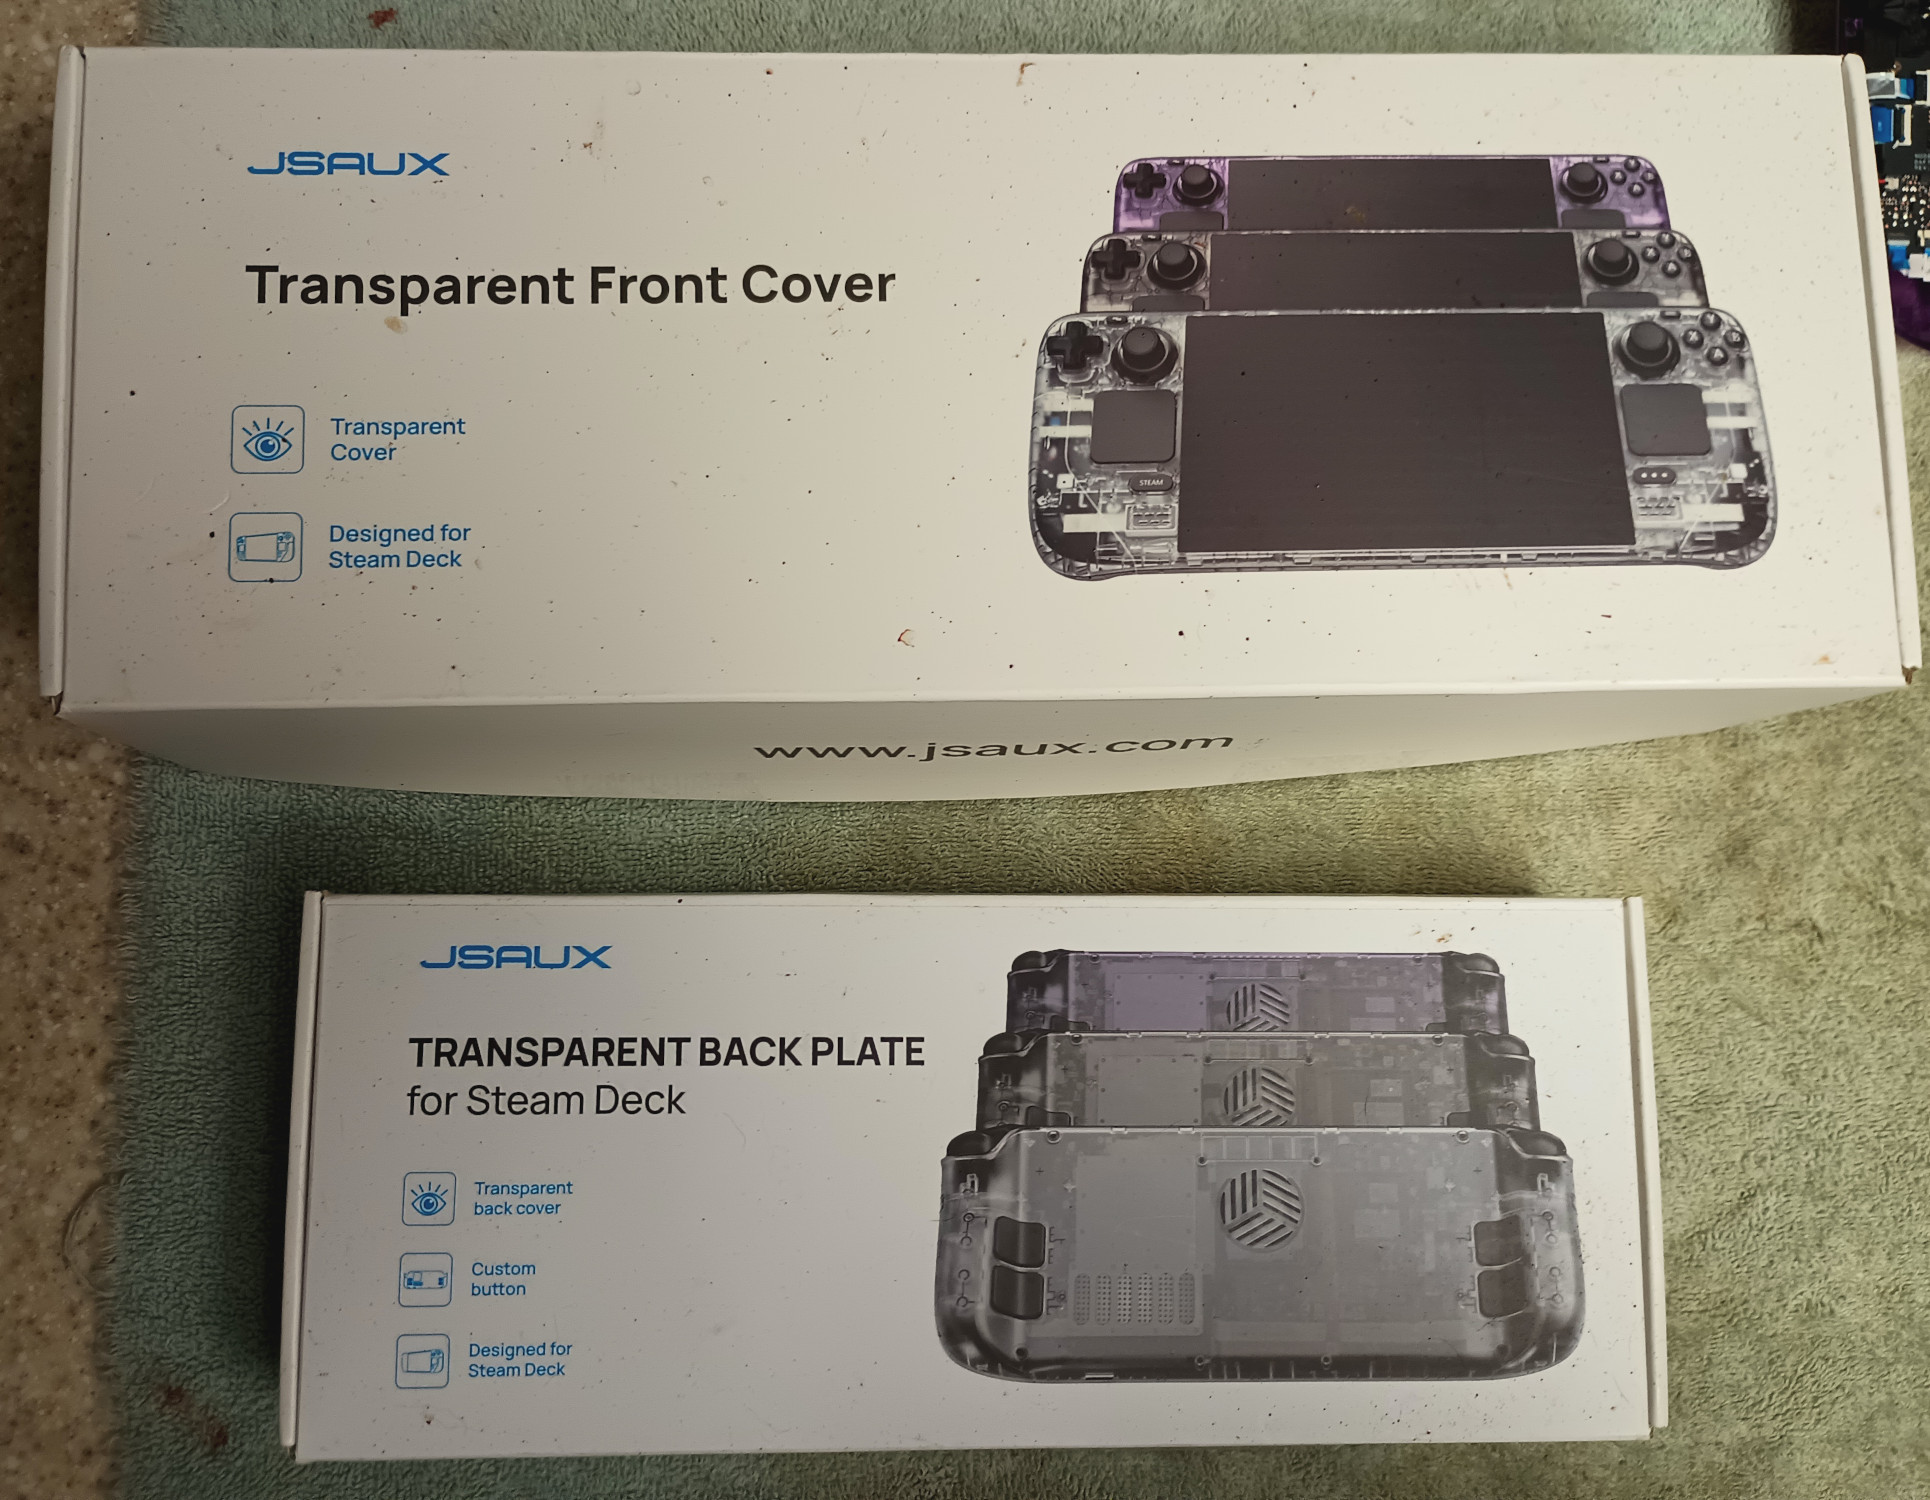 JSAUX
Transparent Front Cover
Transparent
Cover
Designed for
Steam Deck
STEAM
www.jsaux.com
JSAUX
TRANSPARENT BACK PLATE
for Steam Deck
Transparent
back cover
Custom
button
Designed for
Steam Deck